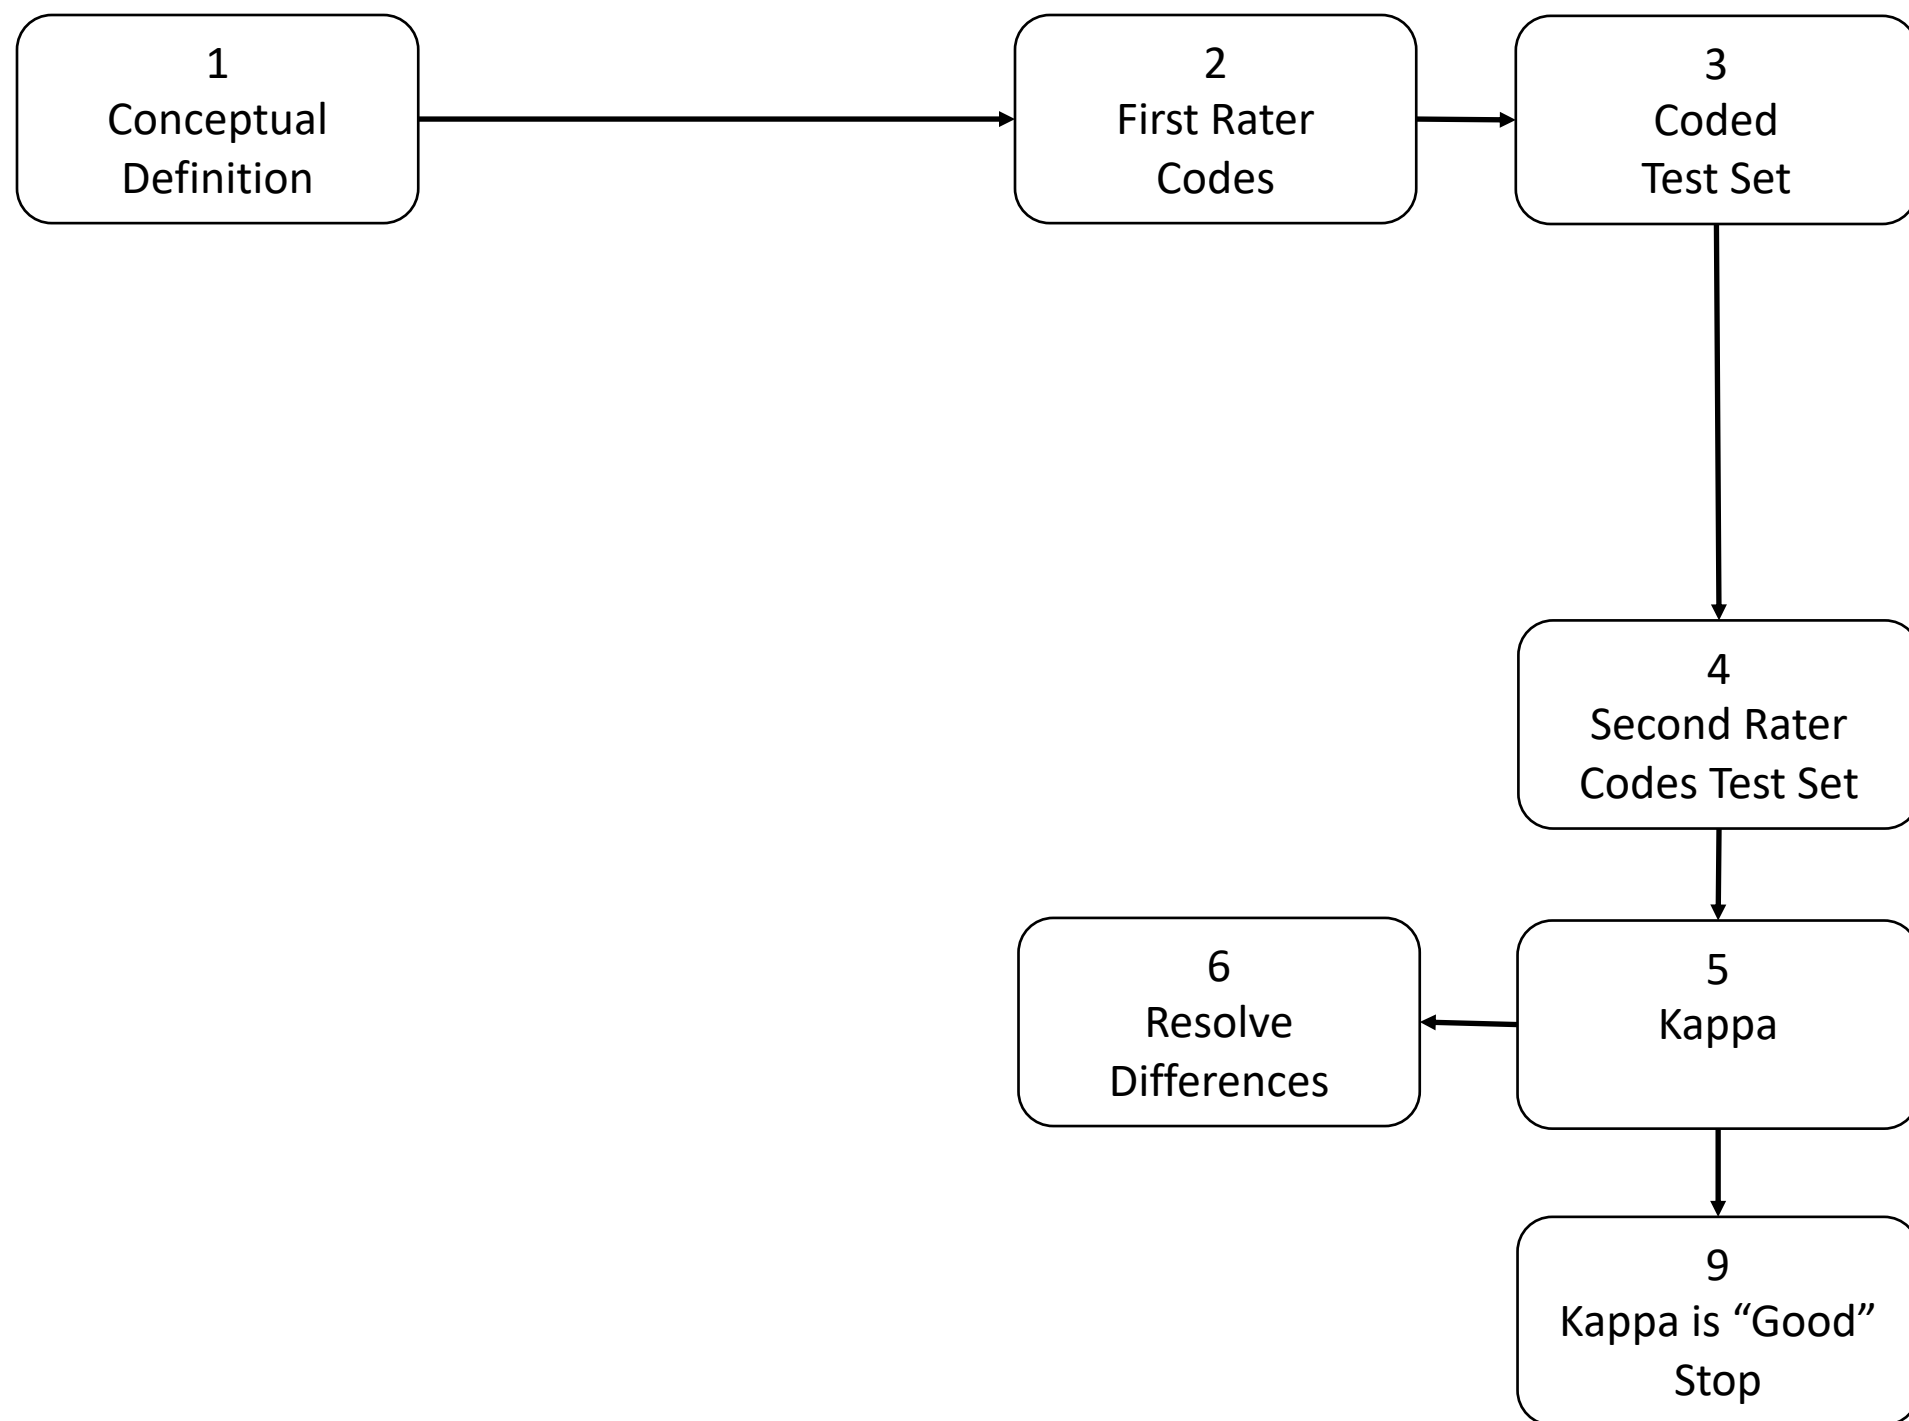 1
Conceptual
Definition
2
First Rater
Codes
3
Coded
Test Set
4
Second Rater
Codes Test Set
6
Resolve
Differences
5
Kappa
9
Kappa is “Good”
Stop